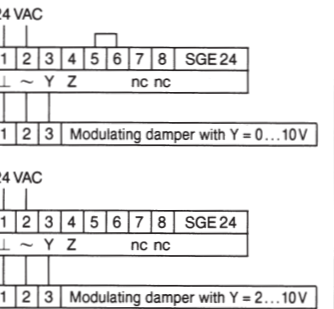 24 VAC
1 2 3 4 5 6 7 8 SGE 24
⊥ ~ Y Z nc nc
1 2 3 Modulating damper with Y = 0...10 V
24 VAC
1 2 3 4 5 6 7 8 SGE 24
⊥ ~ Y Z nc nc
1 2 3 Modulating damper with Y = 2...10 V